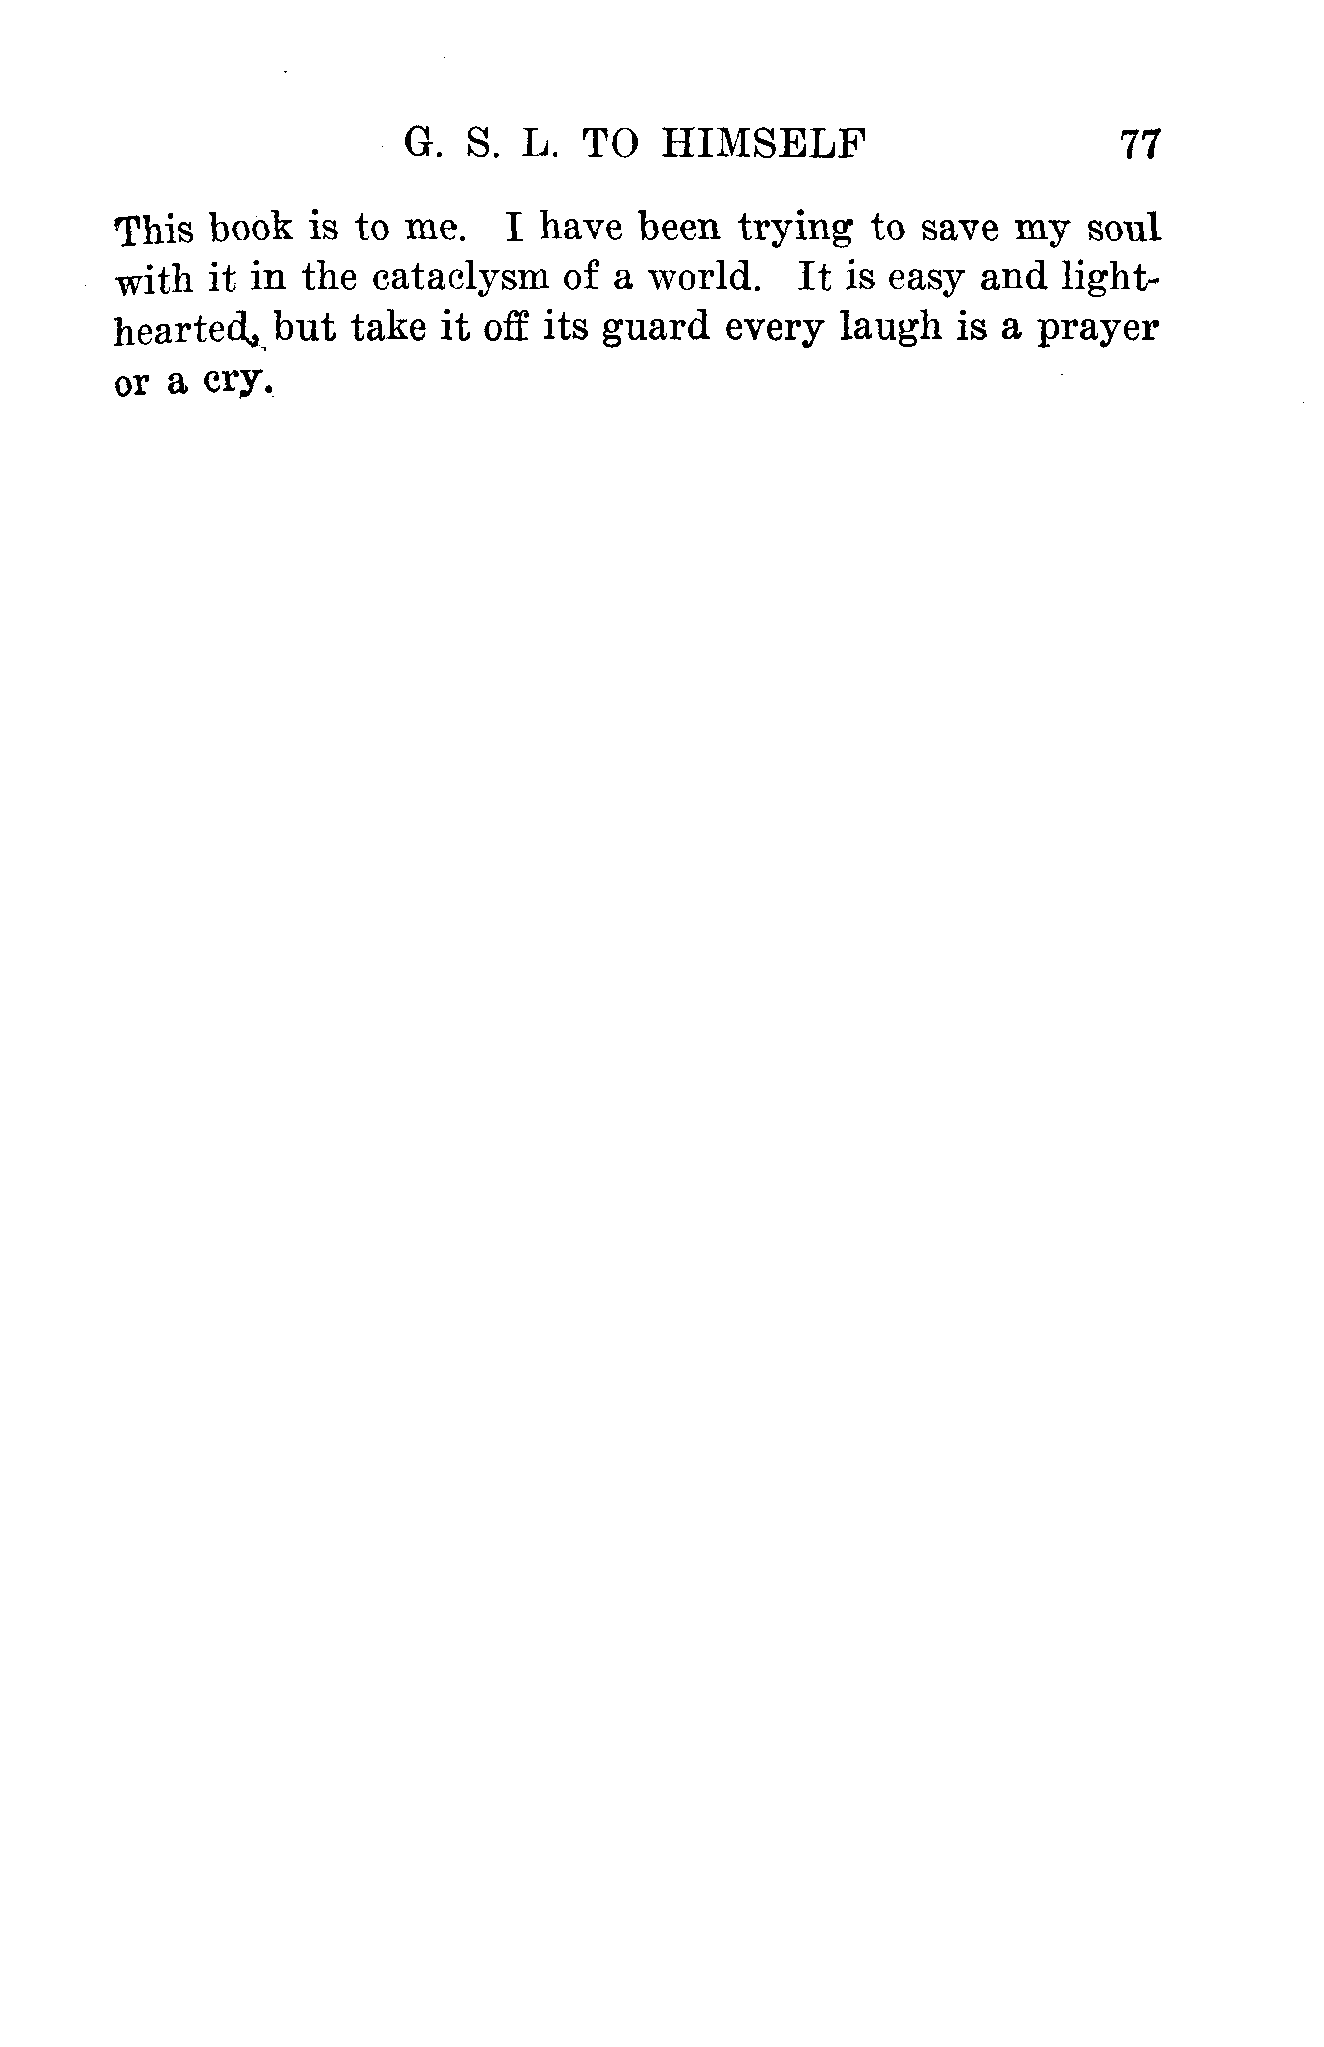 G. S. L. TO HIMSELF 77
This book is to me. I have been trying to save my soul
with it in the cataclysm of a world. It is easy and light-
hearted, but take it off its guard every laugh is a prayer
or a cry.